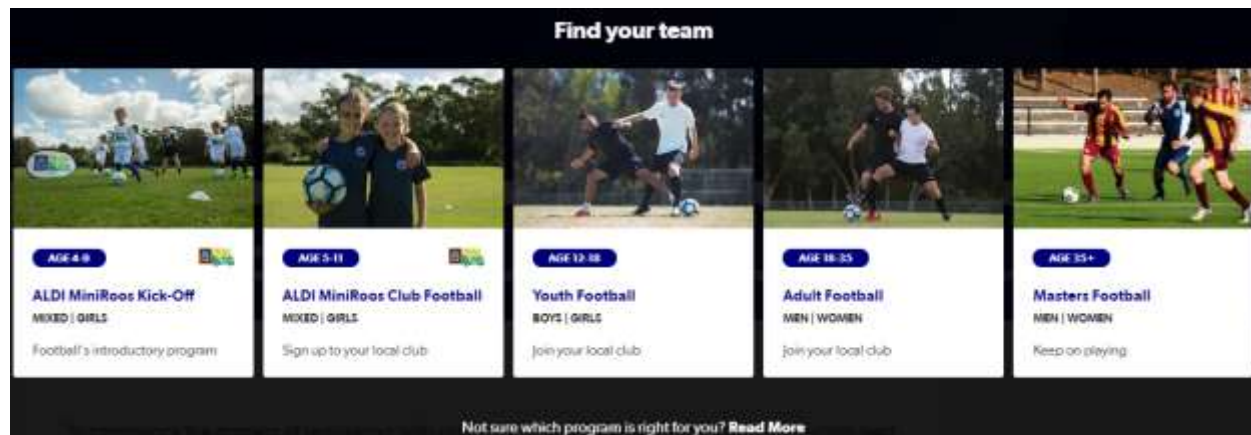 Find your team
AGE 4-9
ALDI MiniRoos Kick-Off
MIXED | GIRLS
Football's introductory program
AGE 5-11
ALDI MiniRoos Club Football
MIXED | GIRLS
Sign up to your local club
AGE 12-18
Youth Football
BOYS | GIRLS
Join your local club
AGE 18-35
Adult Football
MEN | WOMEN
Join your local club
AGE 35+
Masters Football
MEN | WOMEN
Keep on playing
Not sure which program is right for you? Read More